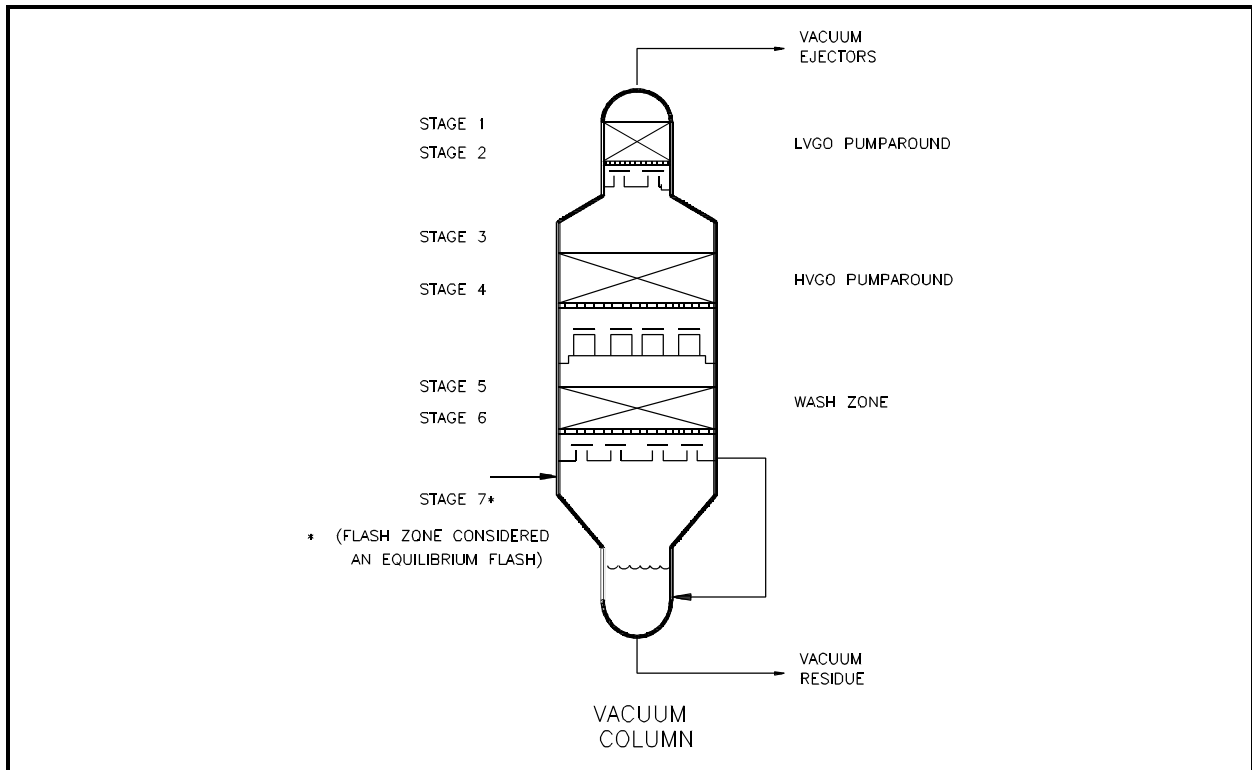 VACUUM
EJECTORS
STAGE 1
LVGO PUMPAROUND
STAGE 2
STAGE 3
HVGO PUMPAROUND
STAGE 4
STAGE 5
WASH ZONE
STAGE 6
STAGE 7*
* (FLASH ZONE CONSIDERED
AN EQUILIBRIUM FLASH)
VACUUM
RESIDUE
VACUUM
COLUMN